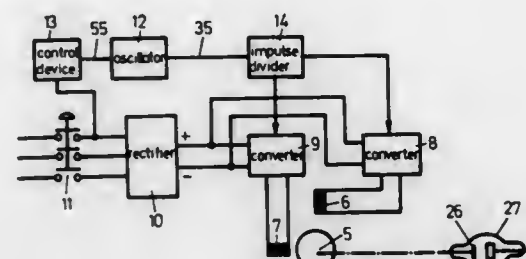 13
55
12
35
14
control
device
oscillator
impulse
divider
+
-
rectifier
9
converter
8
converter
11
10
7
6
5
26
27